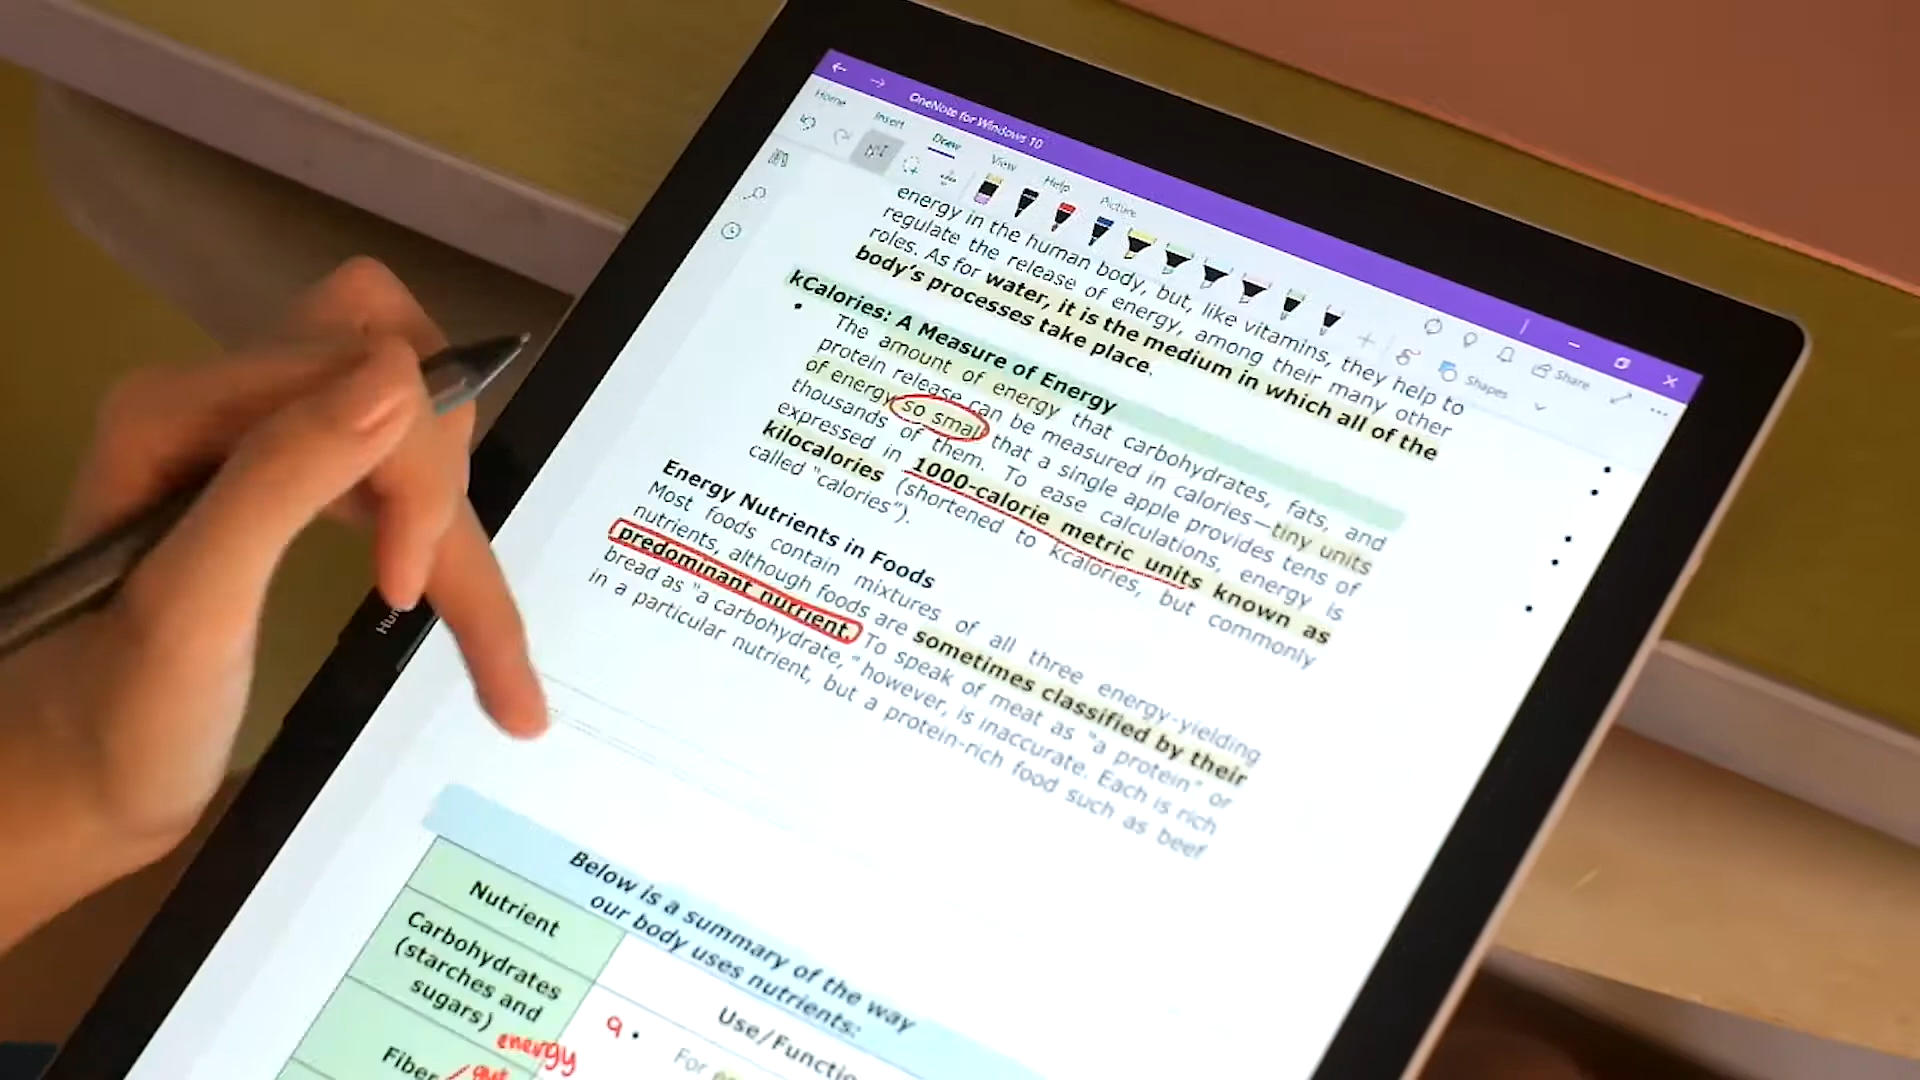 OneNote for Windows 10
Home Insert Draw View Help Picture
Shapes Share
energy in the human body, but, like vitamins, they help to
regulate the release of energy, among their many other
roles. As for water, it is the medium in which all of the
body's processes take place.
kCalories: A Measure of Energy
• The amount of energy that carbohydrates, fats, and
protein release can be measured in calories—tiny units
of energy so small that a single apple provides tens of
thousands of them. To ease calculations, energy is
expressed in 1000-calorie metric units known as
kilocalories (shortened to kcalories, but commonly
called "calories").
Energy Nutrients in Foods
Most foods contain mixtures of all three energy-yielding
nutrients, although foods are sometimes classified by their
predominant nutrient. To speak of meat as "a protein" or
bread as "a carbohydrate," however, is inaccurate. Each is rich
in a particular nutrient, but a protein-rich food such as beef
Below is a summary of the way
our body uses nutrients:
Nutrient
Use/Functio
Carbohydrates
(starches and
sugars)
energy
9 • For
Fiber
gut